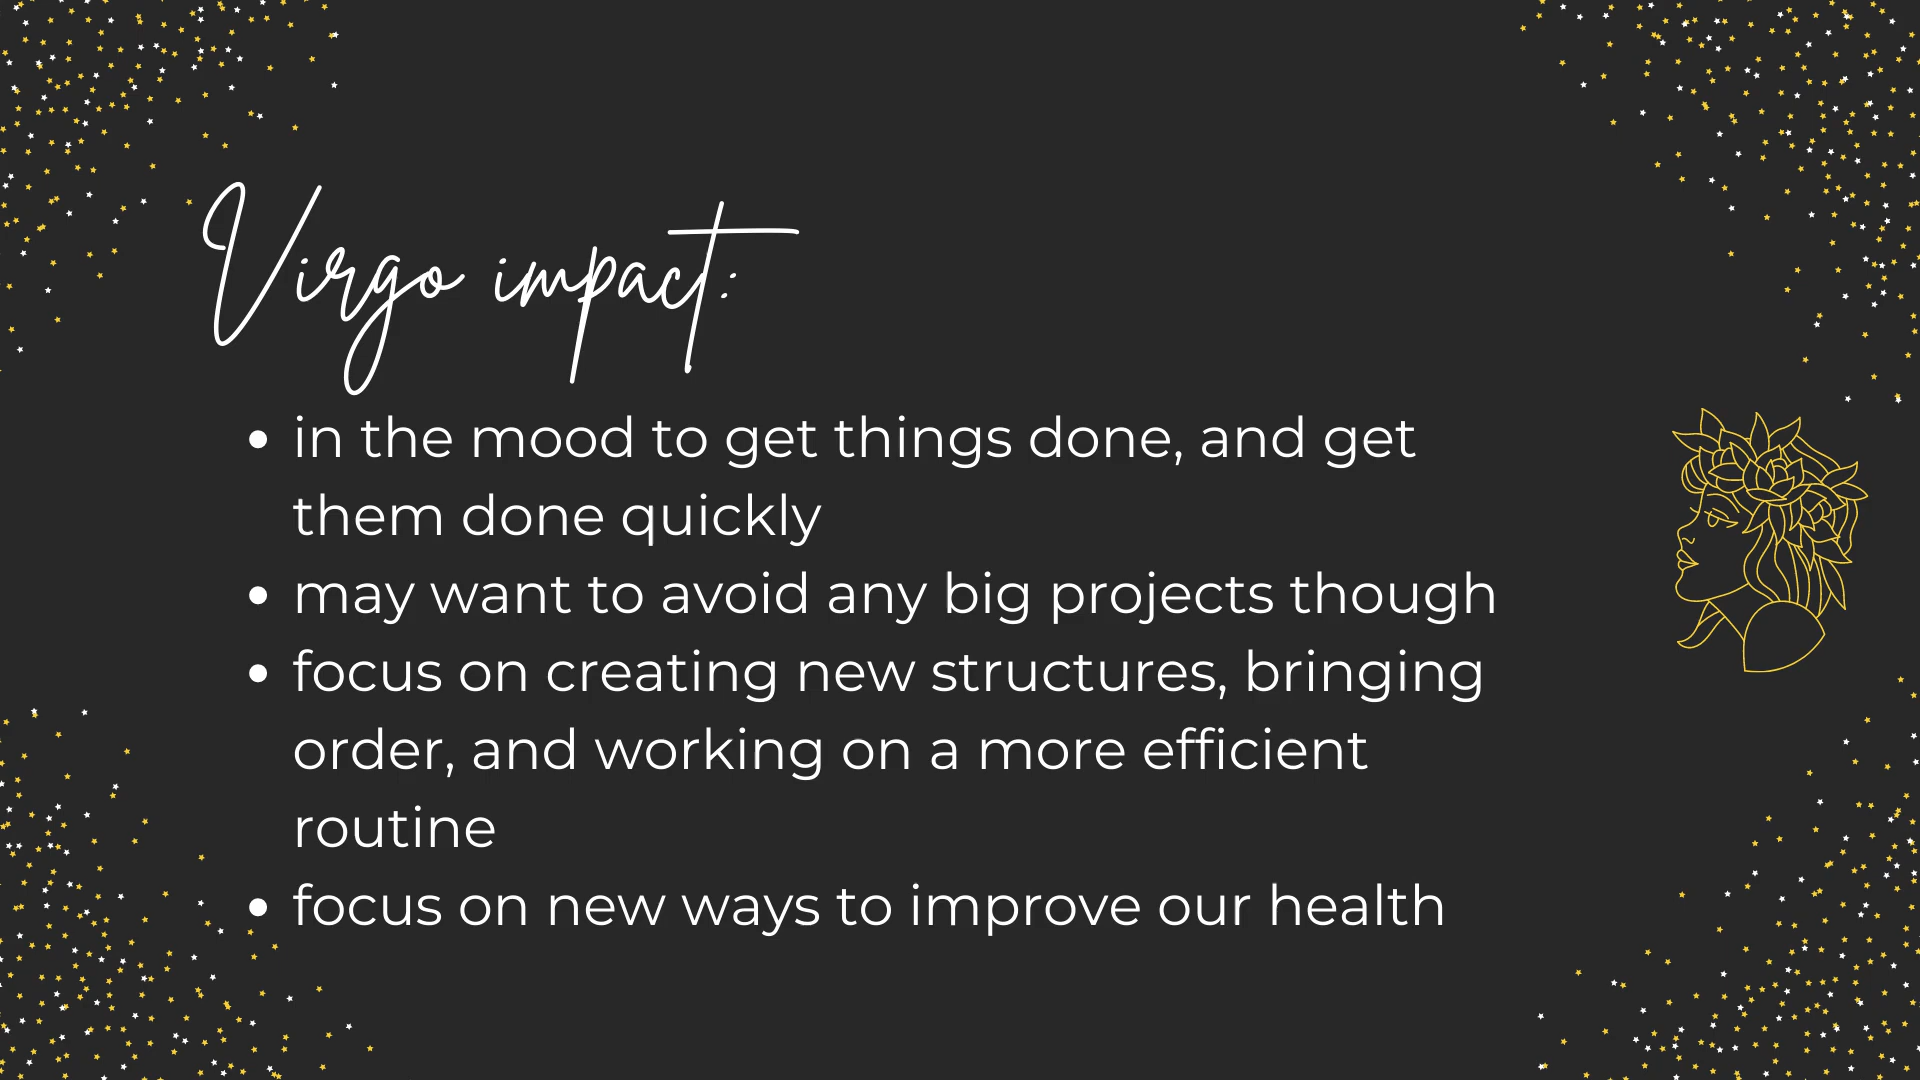 Virgo impact:
• in the mood to get things done, and get
them done quickly
• may want to avoid any big projects though
• focus on creating new structures, bringing
order, and working on a more efficient
routine
• focus on new ways to improve our health